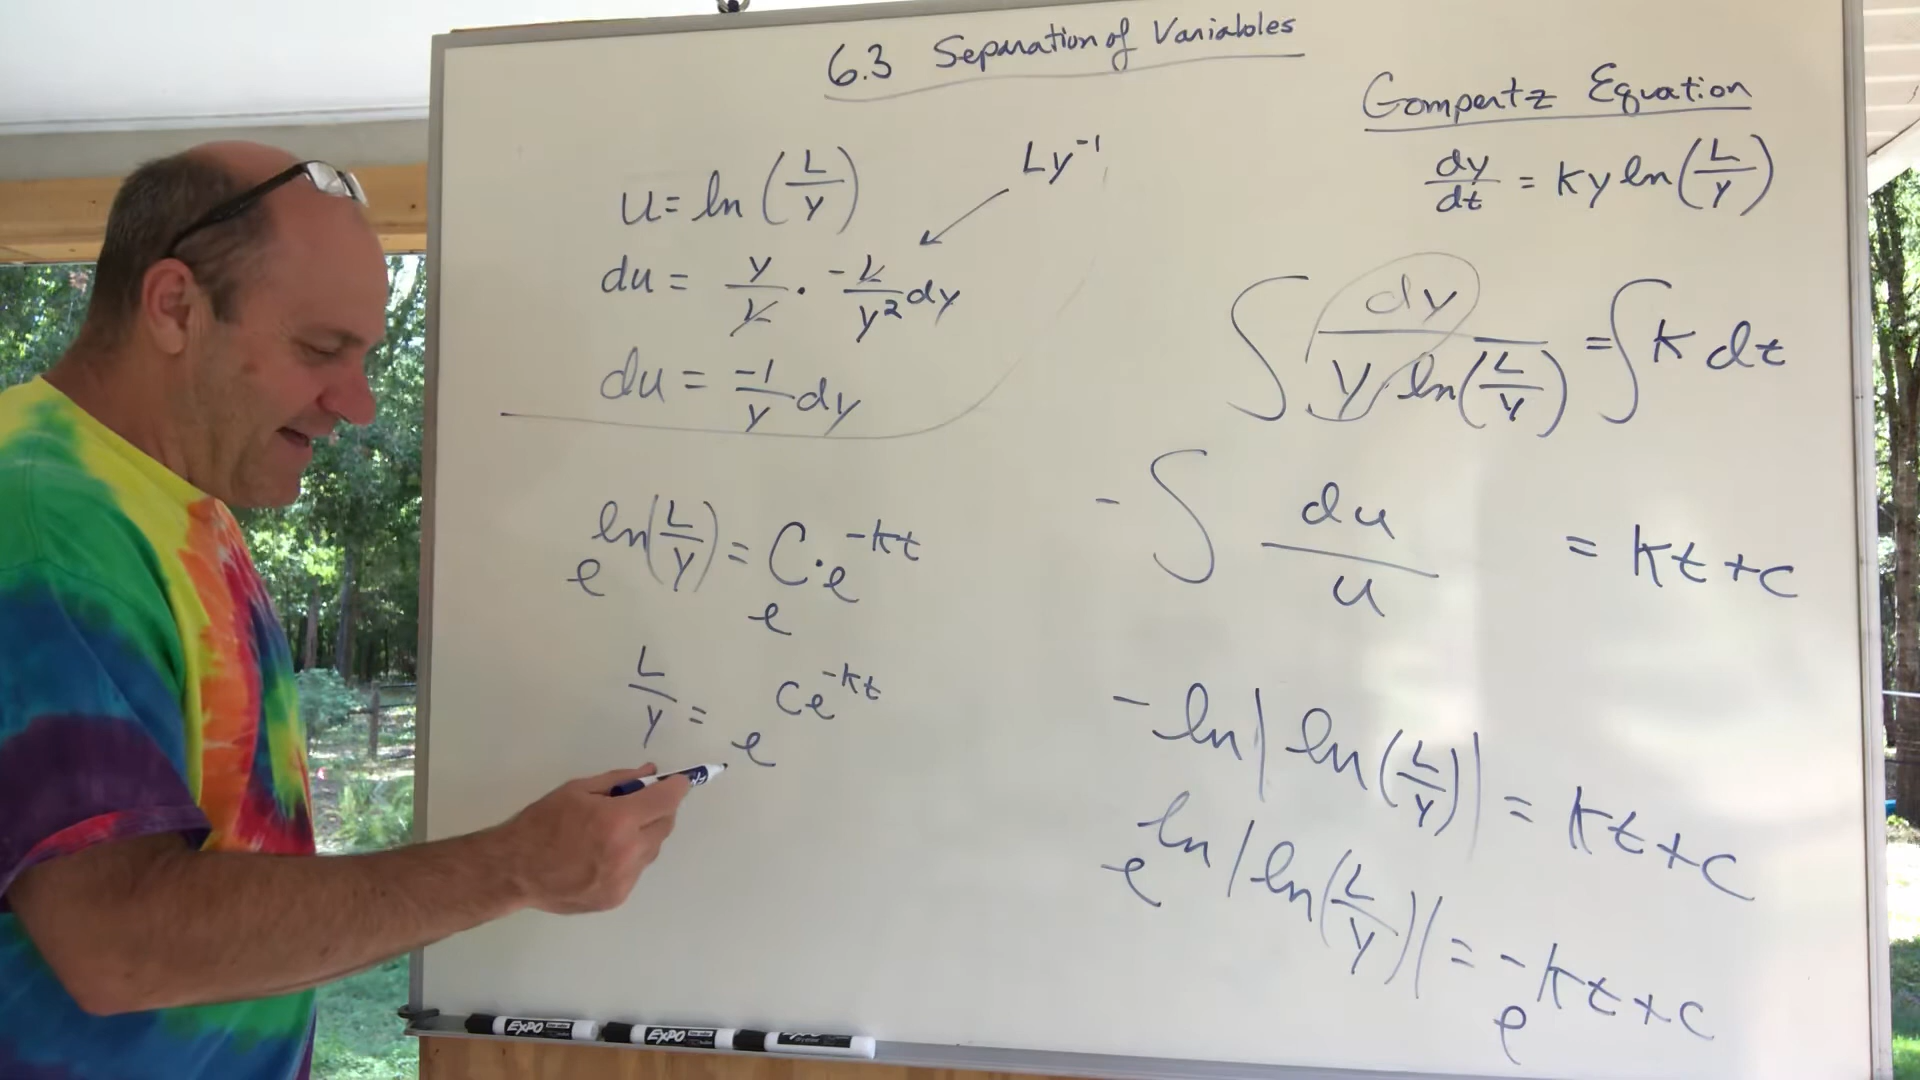 6.3 Separation of Variables
Gompertz Equation
dy/dt = Ky ln(L/y)
u = ln(L/y)
Ly⁻¹
du = y/L · -L/y² dy
du = -1/y dy
∫ dy / (y ln(L/y)) = ∫ K dt
-∫ du/u = Kt + C
-ln|ln(L/y)| = Kt + C
e^(ln|ln(L/y)|) = e^(-Kt + C)
e^(ln(L/y)) = e^(C·e^(-Kt))
L/y = e^(Ce^(-Kt))
EXPO
EXPO